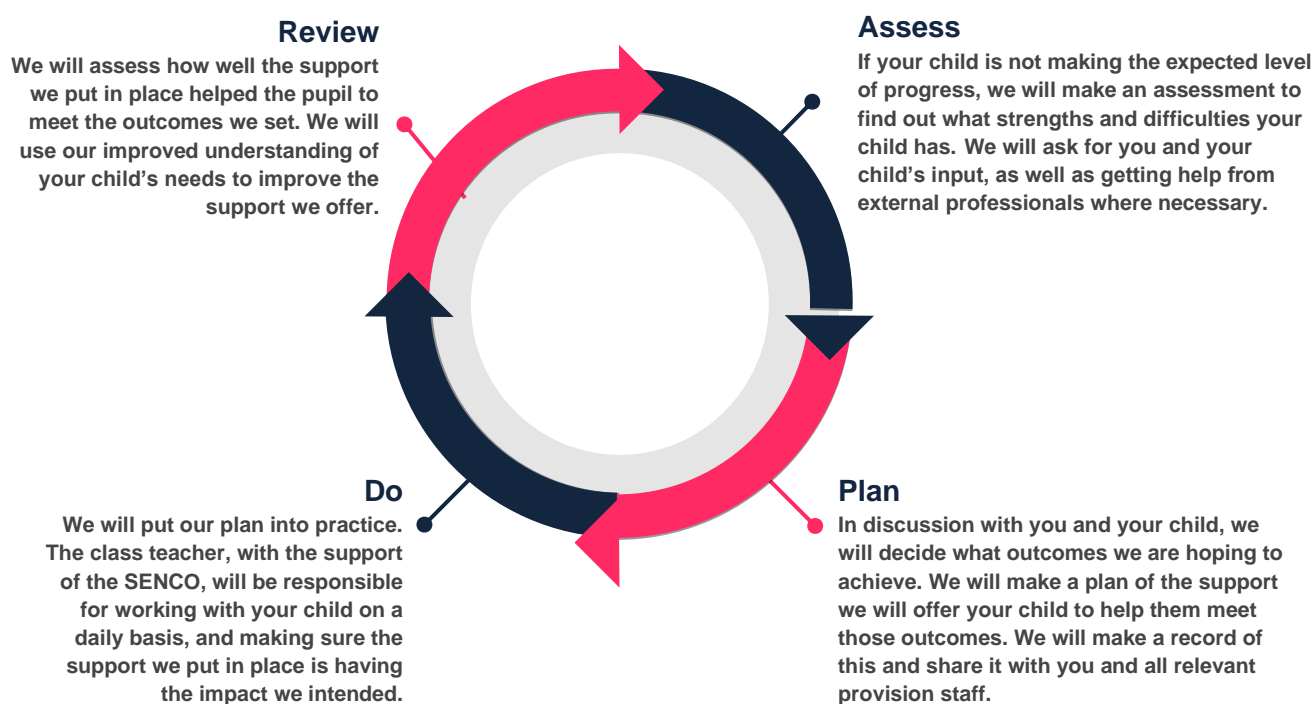 Review
We will assess how well the support
we put in place helped the pupil to
meet the outcomes we set. We will
use our improved understanding of
your child's needs to improve the
support we offer.
Assess
If your child is not making the expected level
of progress, we will make an assessment to
find out what strengths and difficulties your
child has. We will ask for you and your
child's input, as well as getting help from
external professionals where necessary.
Do
We will put our plan into practice.
The class teacher, with the support
of the SENCO, will be responsible
for working with your child on a
daily basis, and making sure the
support we put in place is having
the impact we intended.
Plan
In discussion with you and your child, we
will decide what outcomes we are hoping to
achieve. We will make a plan of the support
we will offer your child to help them meet
those outcomes. We will make a record of
this and share it with you and all relevant
provision staff.